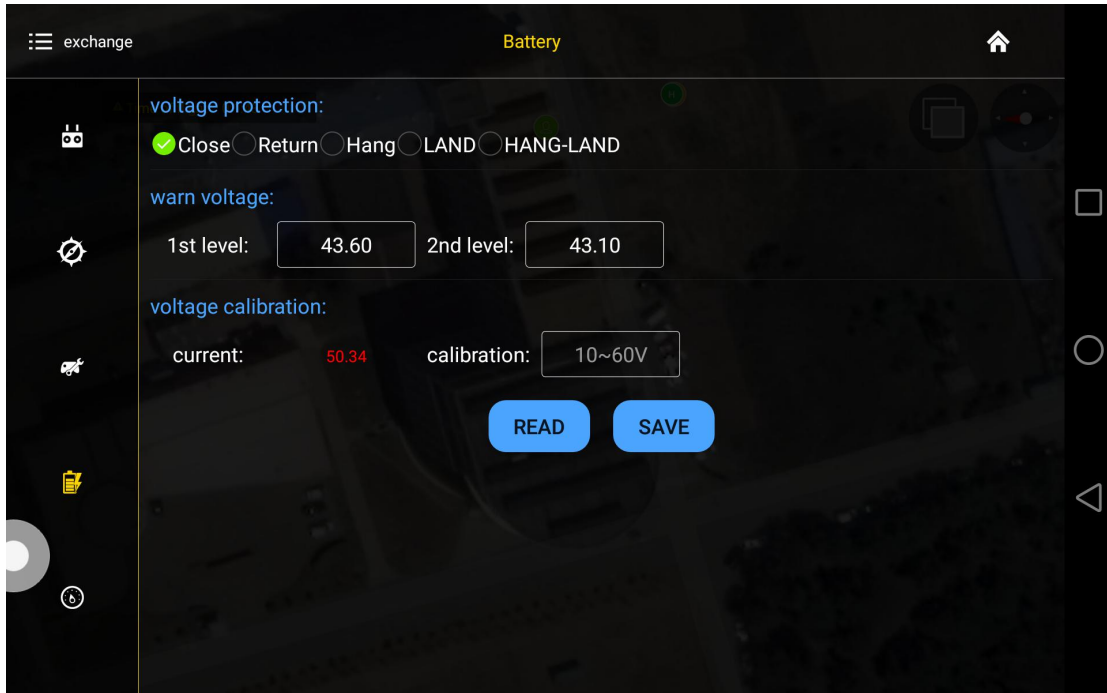 exchange Battery
voltage protection:
Close Return Hang LAND HANG-LAND
warn voltage:
1st level: 43.60 2nd level: 43.10
voltage calibration:
current: 50.34 calibration: 10~60V
READ SAVE